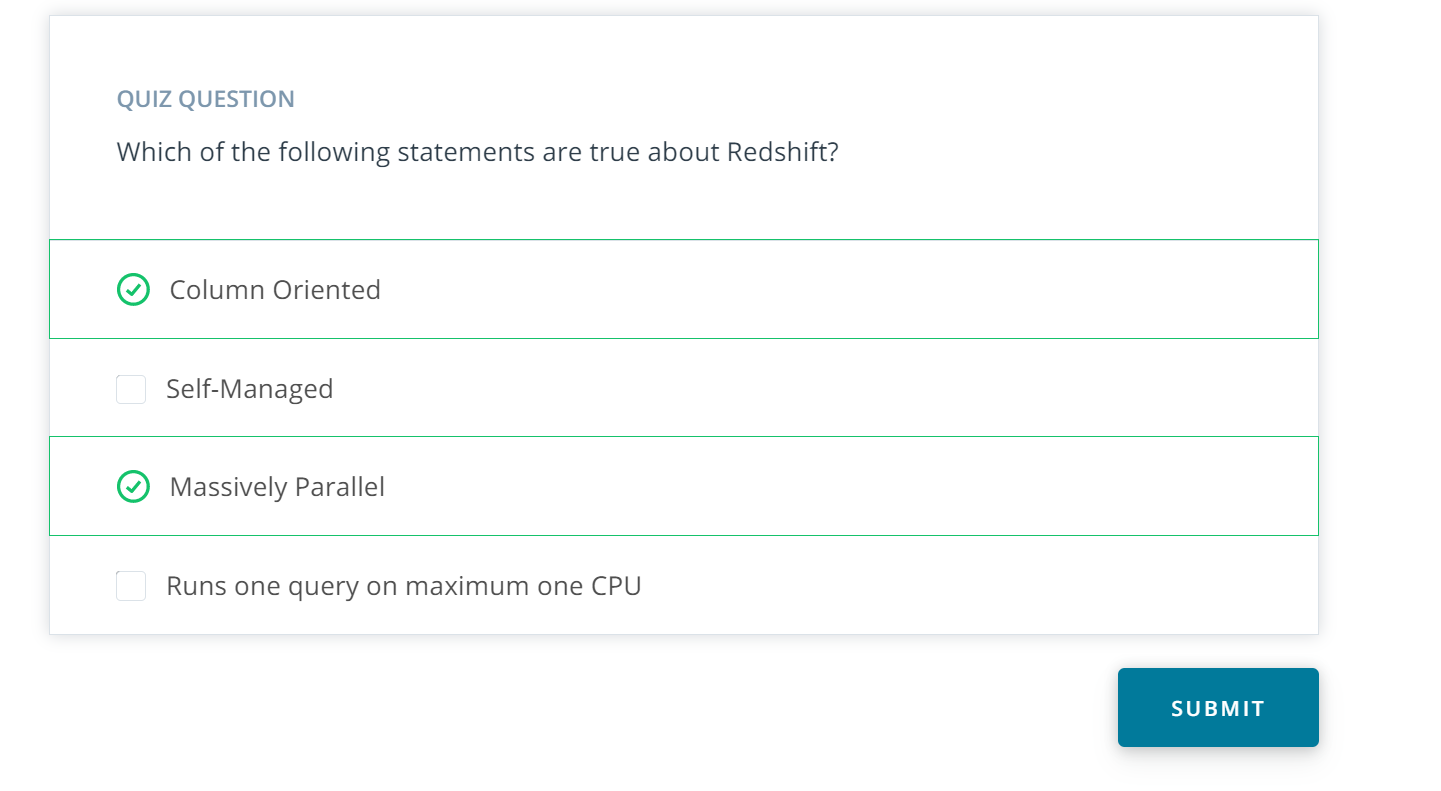 QUIZ QUESTION
Which of the following statements are true about Redshift?
Column Oriented
Self-Managed
Massively Parallel
Runs one query on maximum one CPU
SUBMIT